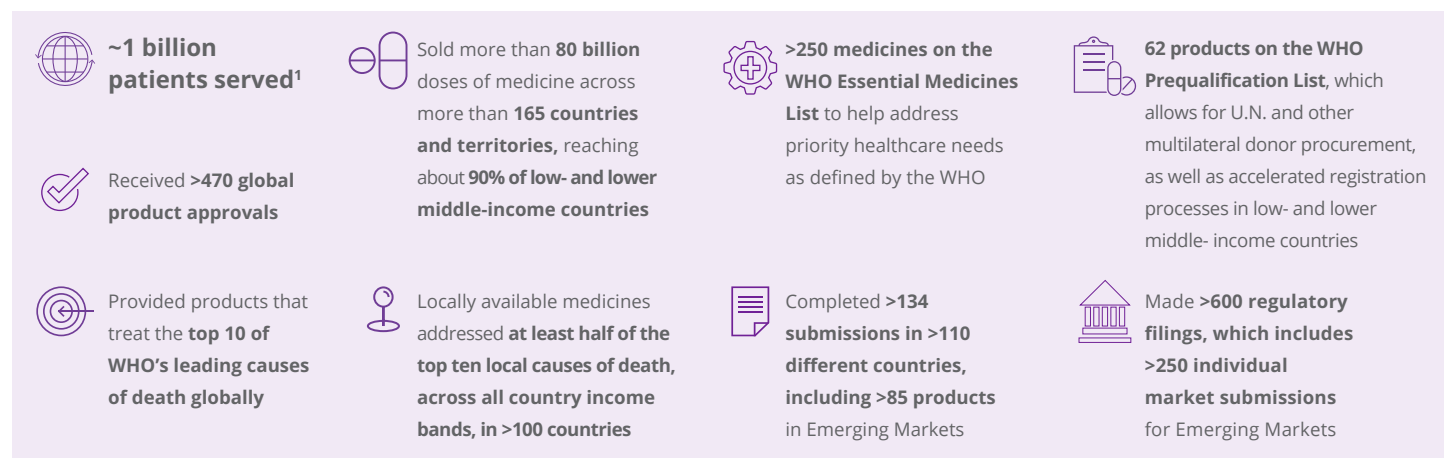 ~1 billion
patients served1
Received >470 global
product approvals
Sold more than 80 billion
doses of medicine across
more than 165 countries
and territories, reaching
about 90% of low- and lower
middle-income countries
>250 medicines on the
WHO Essential Medicines
List to help address
priority healthcare needs
as defined by the WHO
62 products on the WHO
Prequalification List, which
allows for U.N. and other
multilateral donor procurement,
as well as accelerated registration
processes in low- and lower
middle- income countries
Provided products that
treat the top 10 of
WHO’s leading causes
of death globally
Locally available medicines
addressed at least half of the
top ten local causes of death,
across all country income
bands, in >100 countries
Completed >134
submissions in >110
different countries,
including >85 products
in Emerging Markets
Made >600 regulatory
filings, which includes
>250 individual
market submissions
for Emerging Markets